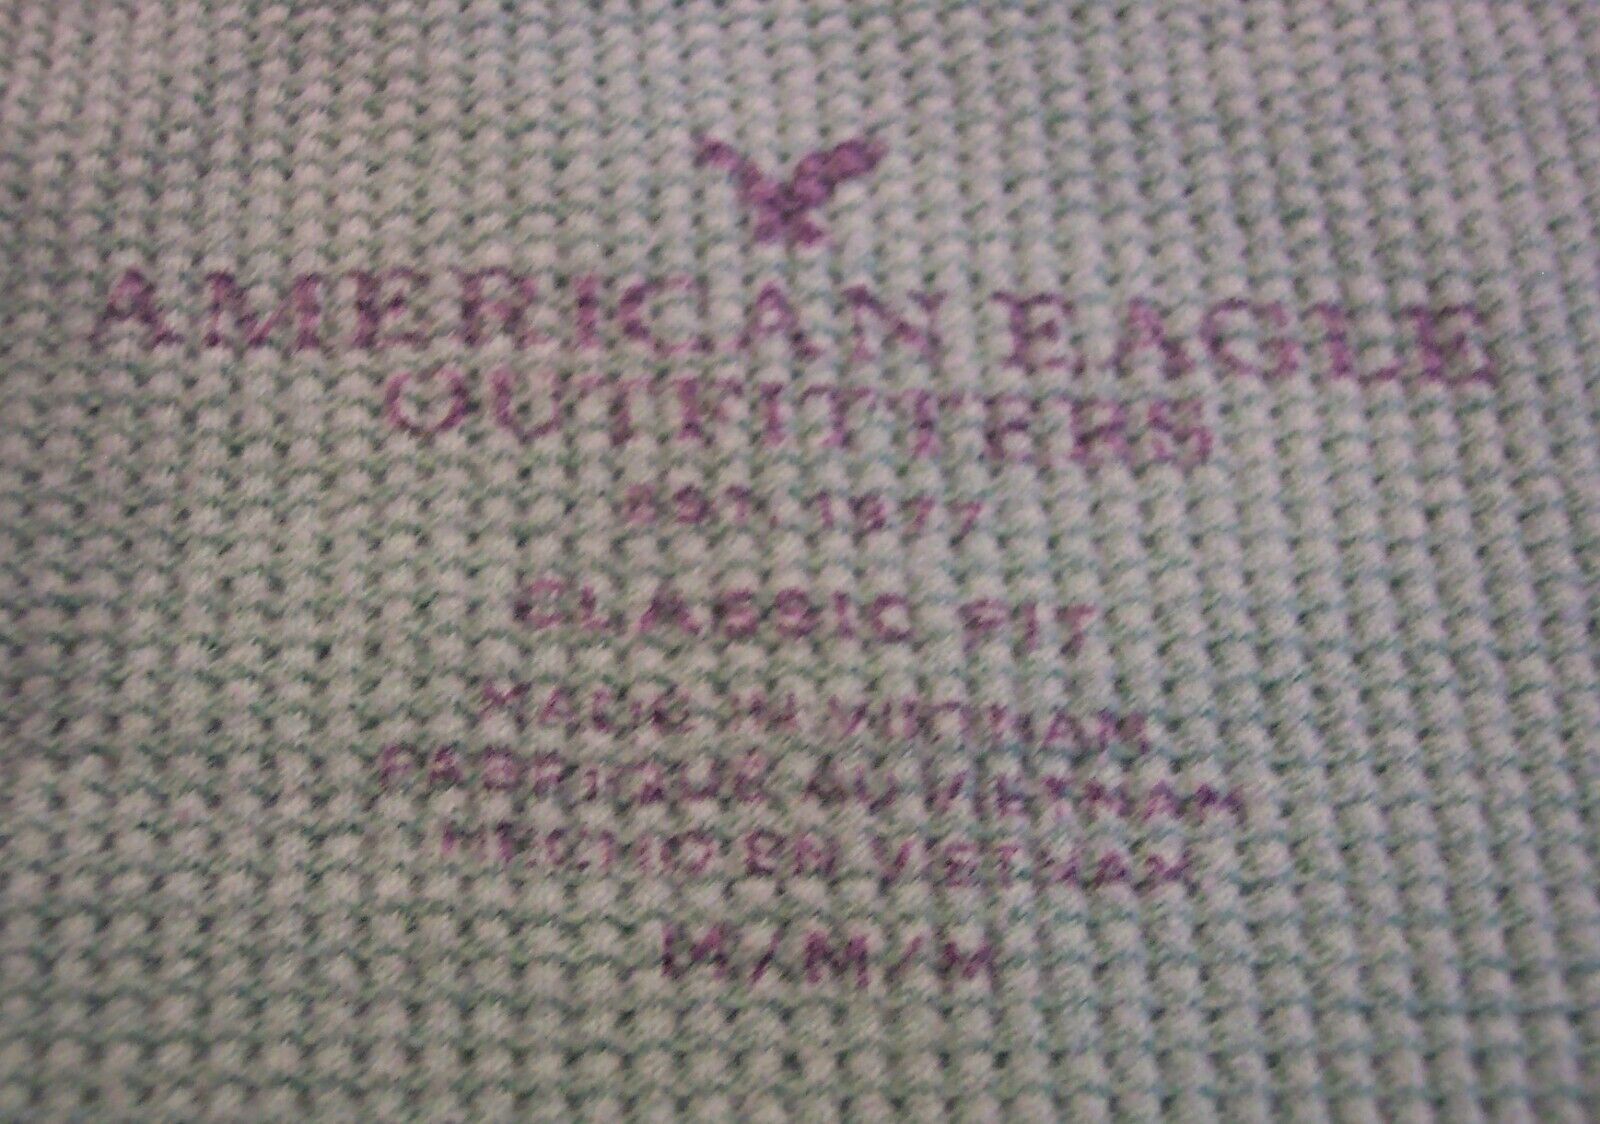 AMERICAN EAGLE
OUTFITTERS
EST. 1977
CLASSIC FIT
MADE IN VIETNAM
FABRIQUE AU VIETNAM
HECHO EN VIETNAM
M/M/M